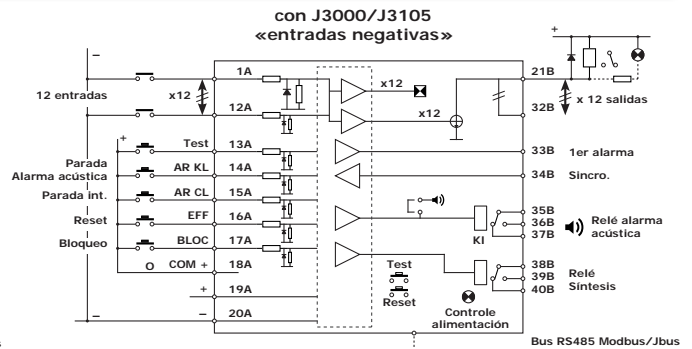 con J3000/J3105
«entradas negativas»
−
+
1A
x12
21B
12 entradas
x12
x12
x 12 salidas
12A
32B
+
Test
13A
33B
1er alarma
Parada
Alarma acústica
AR KL
14A
34B
Sincro.
Parada int.
AR CL
15A
Reset
EFF
16A
35B
36B
37B
Relé alarma
acústica
KI
Bloqueo
BLOC
17A
O
COM +
18A
Test
38B
39B
40B
Relé
Síntesis
+
19A
Reset
−
20A
Controle
alimentación
Bus RS485 Modbus/Jbus